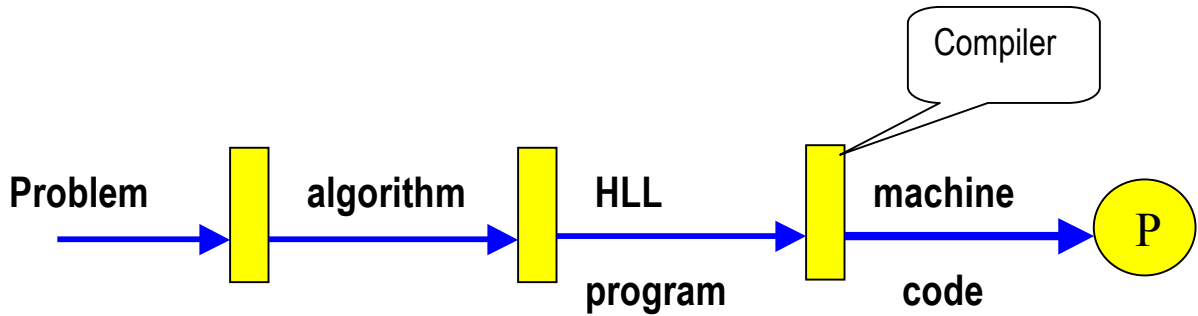 Compiler
Problem
algorithm
HLL
program
machine
code
P